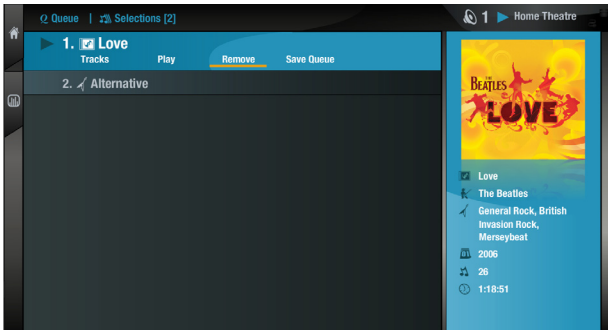 Queue | Selections [2]
1 Home Theatre
1. Love
Tracks Play Remove Save Queue
2. Alternative
THE
BEATLES
LOVE
Love
The Beatles
General Rock, British
Invasion Rock,
Merseybeat
2006
26
1:18:51